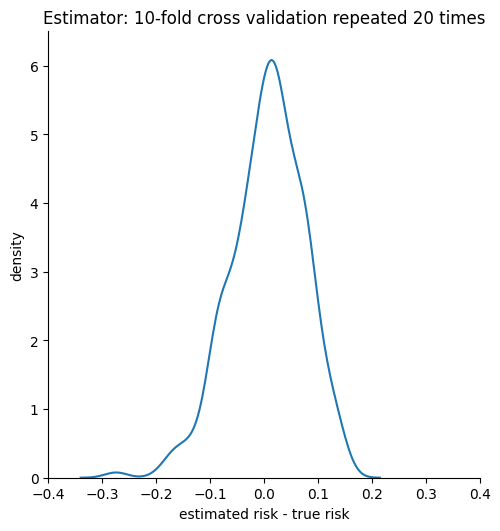 Estimator: 10-fold cross validation repeated 20 times
6
5
4
3
2
1
0
density
−0.4 −0.3 −0.2 −0.1 0.0 0.1 0.2 0.3 0.4
estimated risk - true risk